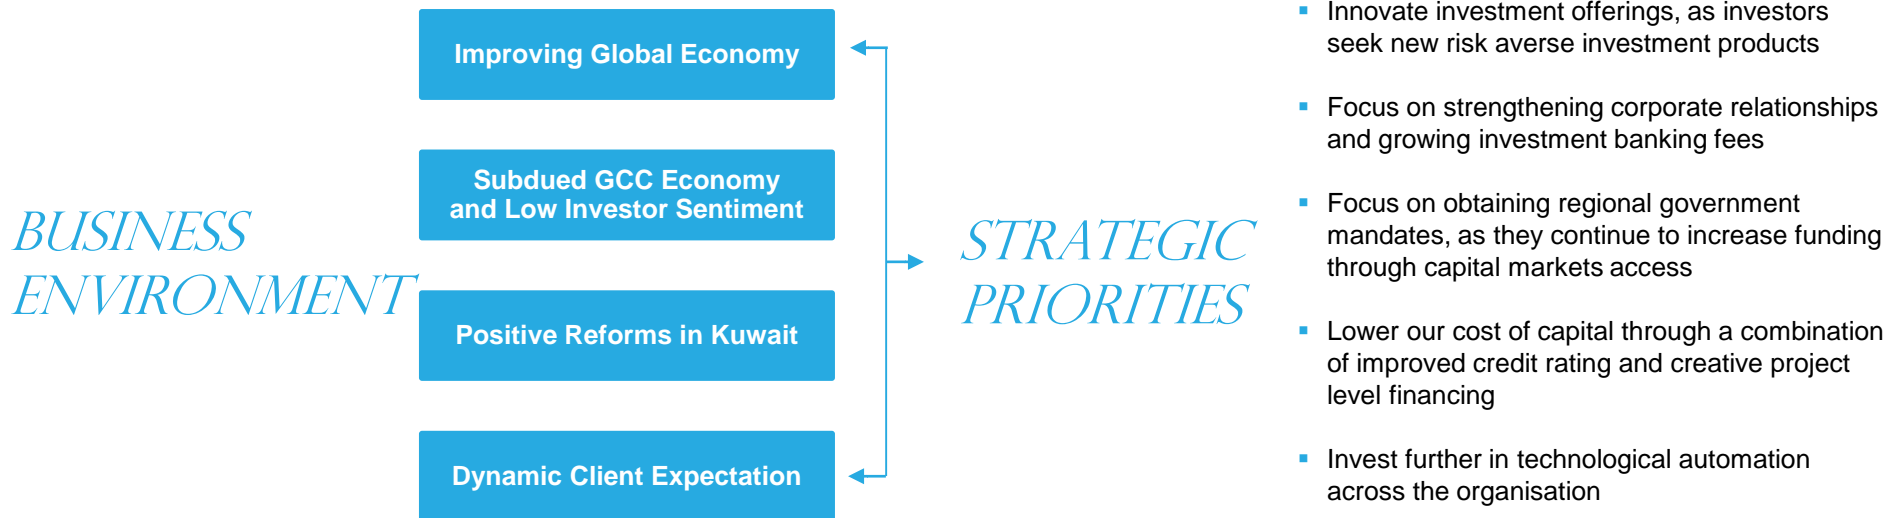 BUSINESS
ENVIRONMENT
Improving Global Economy
Subdued GCC Economy
and Low Investor Sentiment
Positive Reforms in Kuwait
Dynamic Client Expectation
STRATEGIC
PRIORITIES
▪ Innovate investment offerings, as investors
seek new risk averse investment products
▪ Focus on strengthening corporate relationships
and growing investment banking fees
▪ Focus on obtaining regional government
mandates, as they continue to increase funding
through capital markets access
▪ Lower our cost of capital through a combination
of improved credit rating and creative project
level financing
▪ Invest further in technological automation
across the organisation